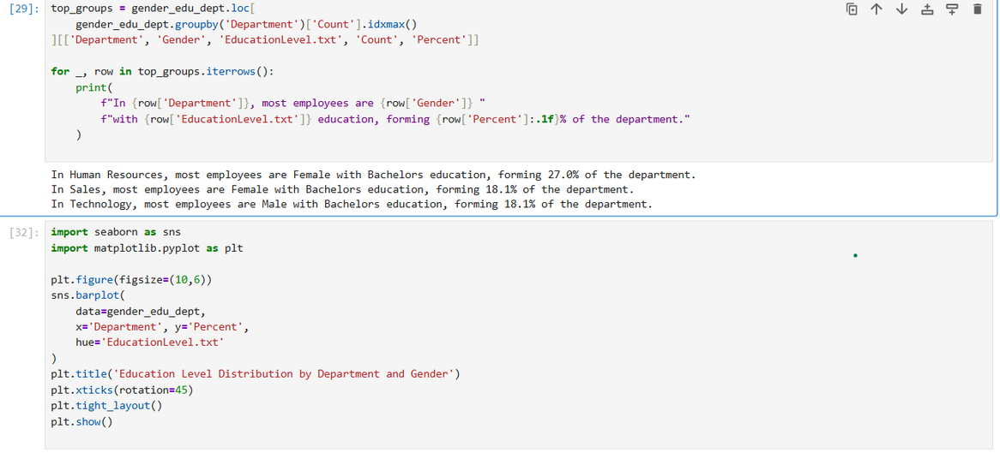 [29]:
top_groups = gender_edu_dept.loc[
    gender_edu_dept.groupby('Department')['Count'].idxmax()
][['Department', 'Gender', 'EducationLevel.txt', 'Count', 'Percent']]
for _, row in top_groups.iterrows():
    print(
        f"In {row['Department']}, most employees are {row['Gender']} "
        f"with {row['EducationLevel.txt']} education, forming {row['Percent']:.1f}% of the department."
    )
In Human Resources, most employees are Female with Bachelors education, forming 27.0% of the department.
In Sales, most employees are Female with Bachelors education, forming 18.1% of the department.
In Technology, most employees are Male with Bachelors education, forming 18.1% of the department.
[32]:
import seaborn as sns
import matplotlib.pyplot as plt
plt.figure(figsize=(10,6))
sns.barplot(
    data=gender_edu_dept,
    x='Department', y='Percent',
    hue='EducationLevel.txt'
)
plt.title('Education Level Distribution by Department and Gender')
plt.xticks(rotation=45)
plt.tight_layout()
plt.show()